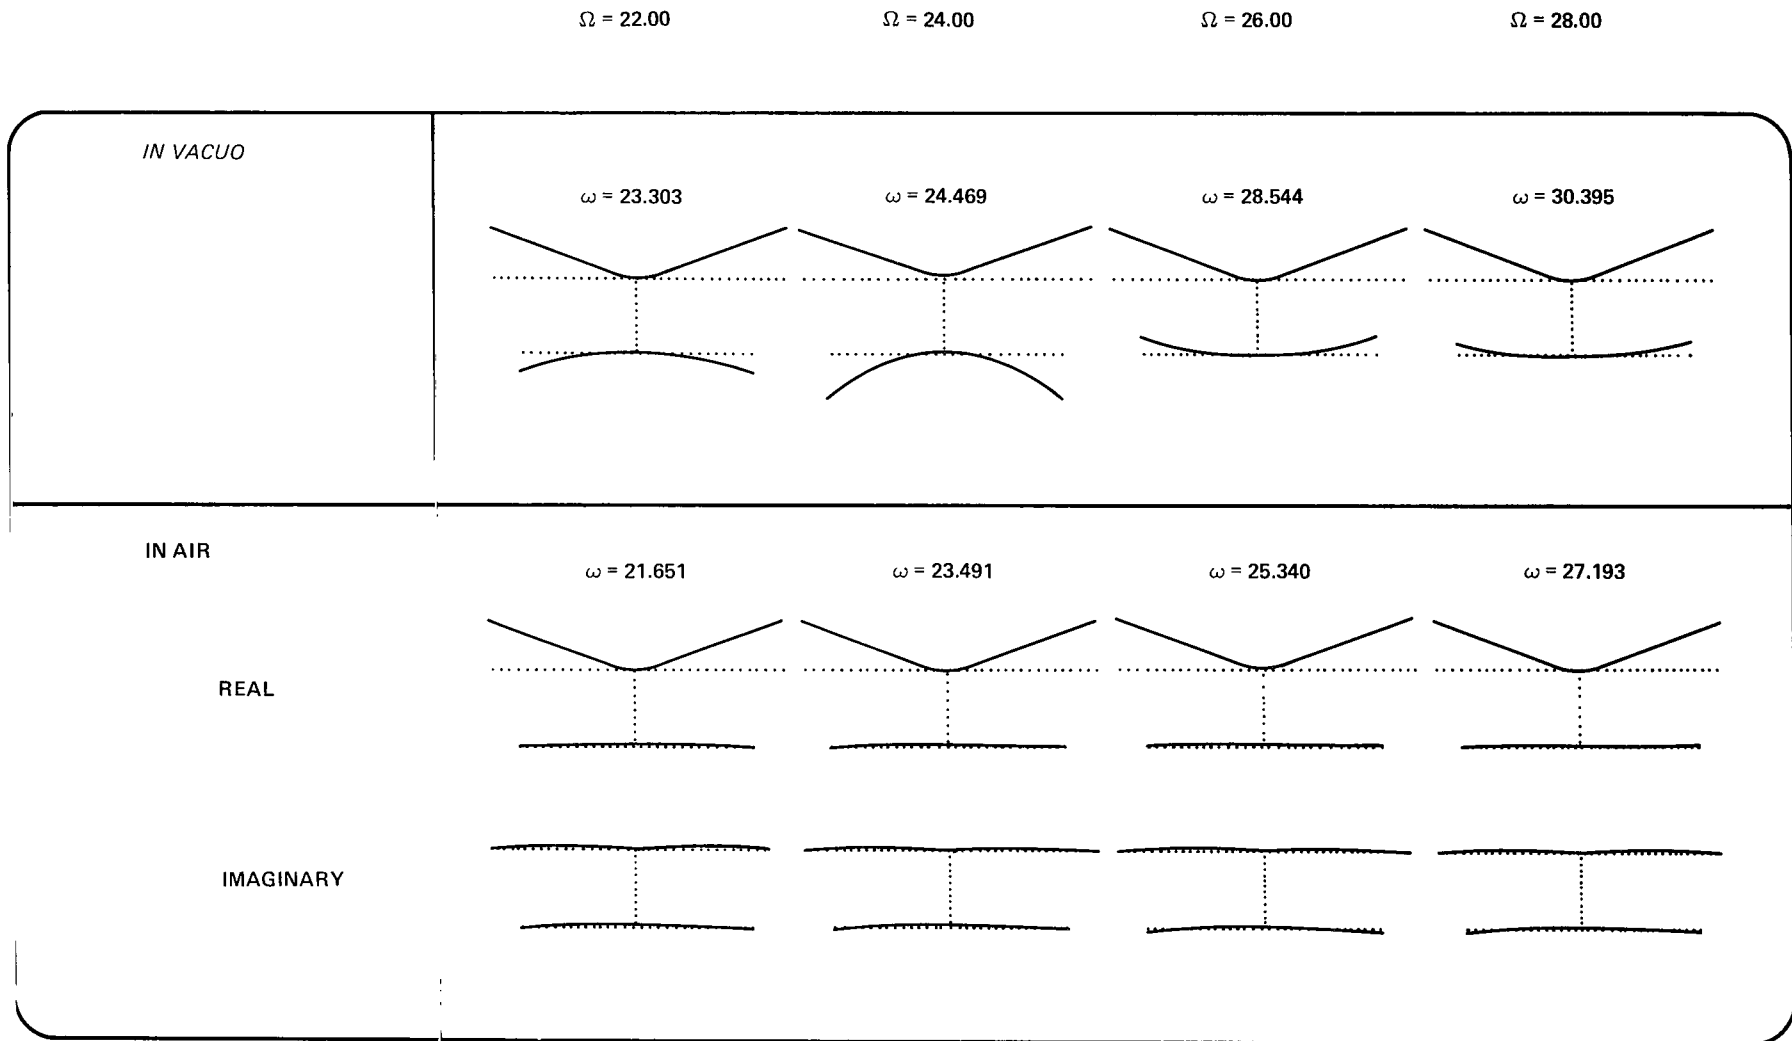 Ω = 22.00 Ω = 24.00 Ω = 26.00 Ω = 28.00
IN VACUO
ω = 23.303 ω = 24.469 ω = 28.544 ω = 30.395
IN AIR
ω = 21.651 ω = 23.491 ω = 25.340 ω = 27.193
REAL
IMAGINARY